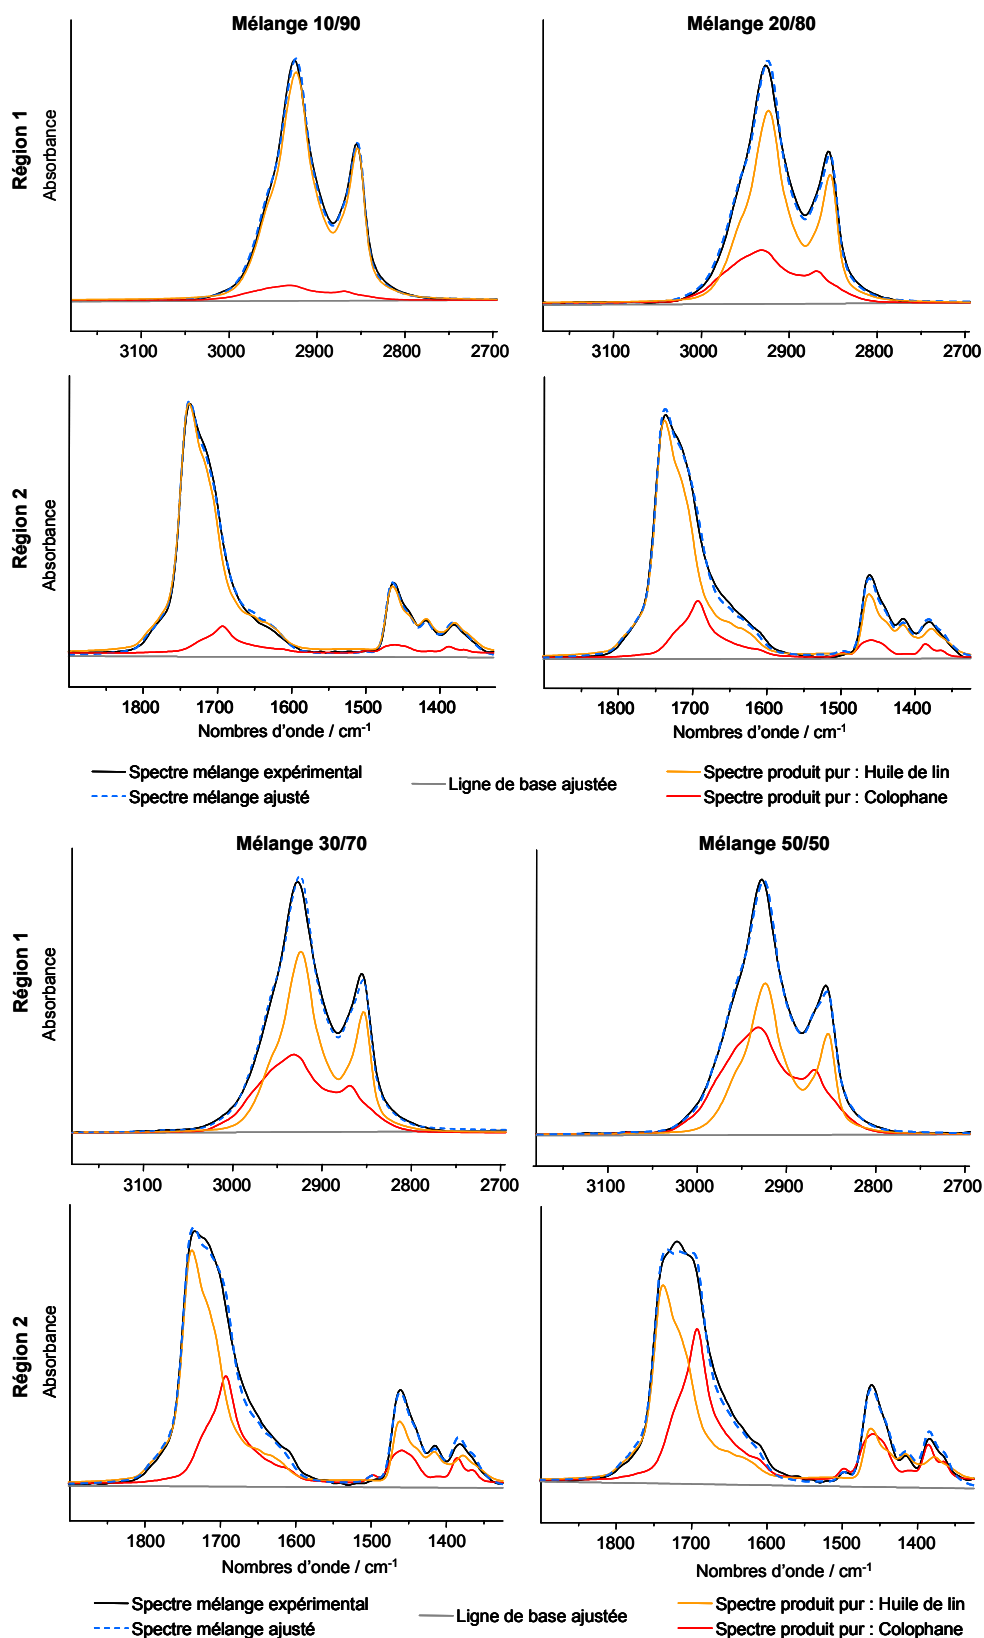 Mélange 10/90
Mélange 20/80
Région 1
Absorbance
3100 3000 2900 2800 2700
3100 3000 2900 2800 2700
Région 2
Absorbance
1800 1700 1600 1500 1400
1800 1700 1600 1500 1400
Nombres d'onde / cm-1
Nombres d'onde / cm-1
Spectre mélange expérimental
Spectre mélange ajusté
Ligne de base ajustée
Spectre produit pur : Huile de lin
Spectre produit pur : Colophane
Mélange 30/70
Mélange 50/50
Région 1
Absorbance
3100 3000 2900 2800 2700
3100 3000 2900 2800 2700
Région 2
Absorbance
1800 1700 1600 1500 1400
1800 1700 1600 1500 1400
Nombres d'onde / cm-1
Nombres d'onde / cm-1
Spectre mélange expérimental
Spectre mélange ajusté
Ligne de base ajustée
Spectre produit pur : Huile de lin
Spectre produit pur : Colophane